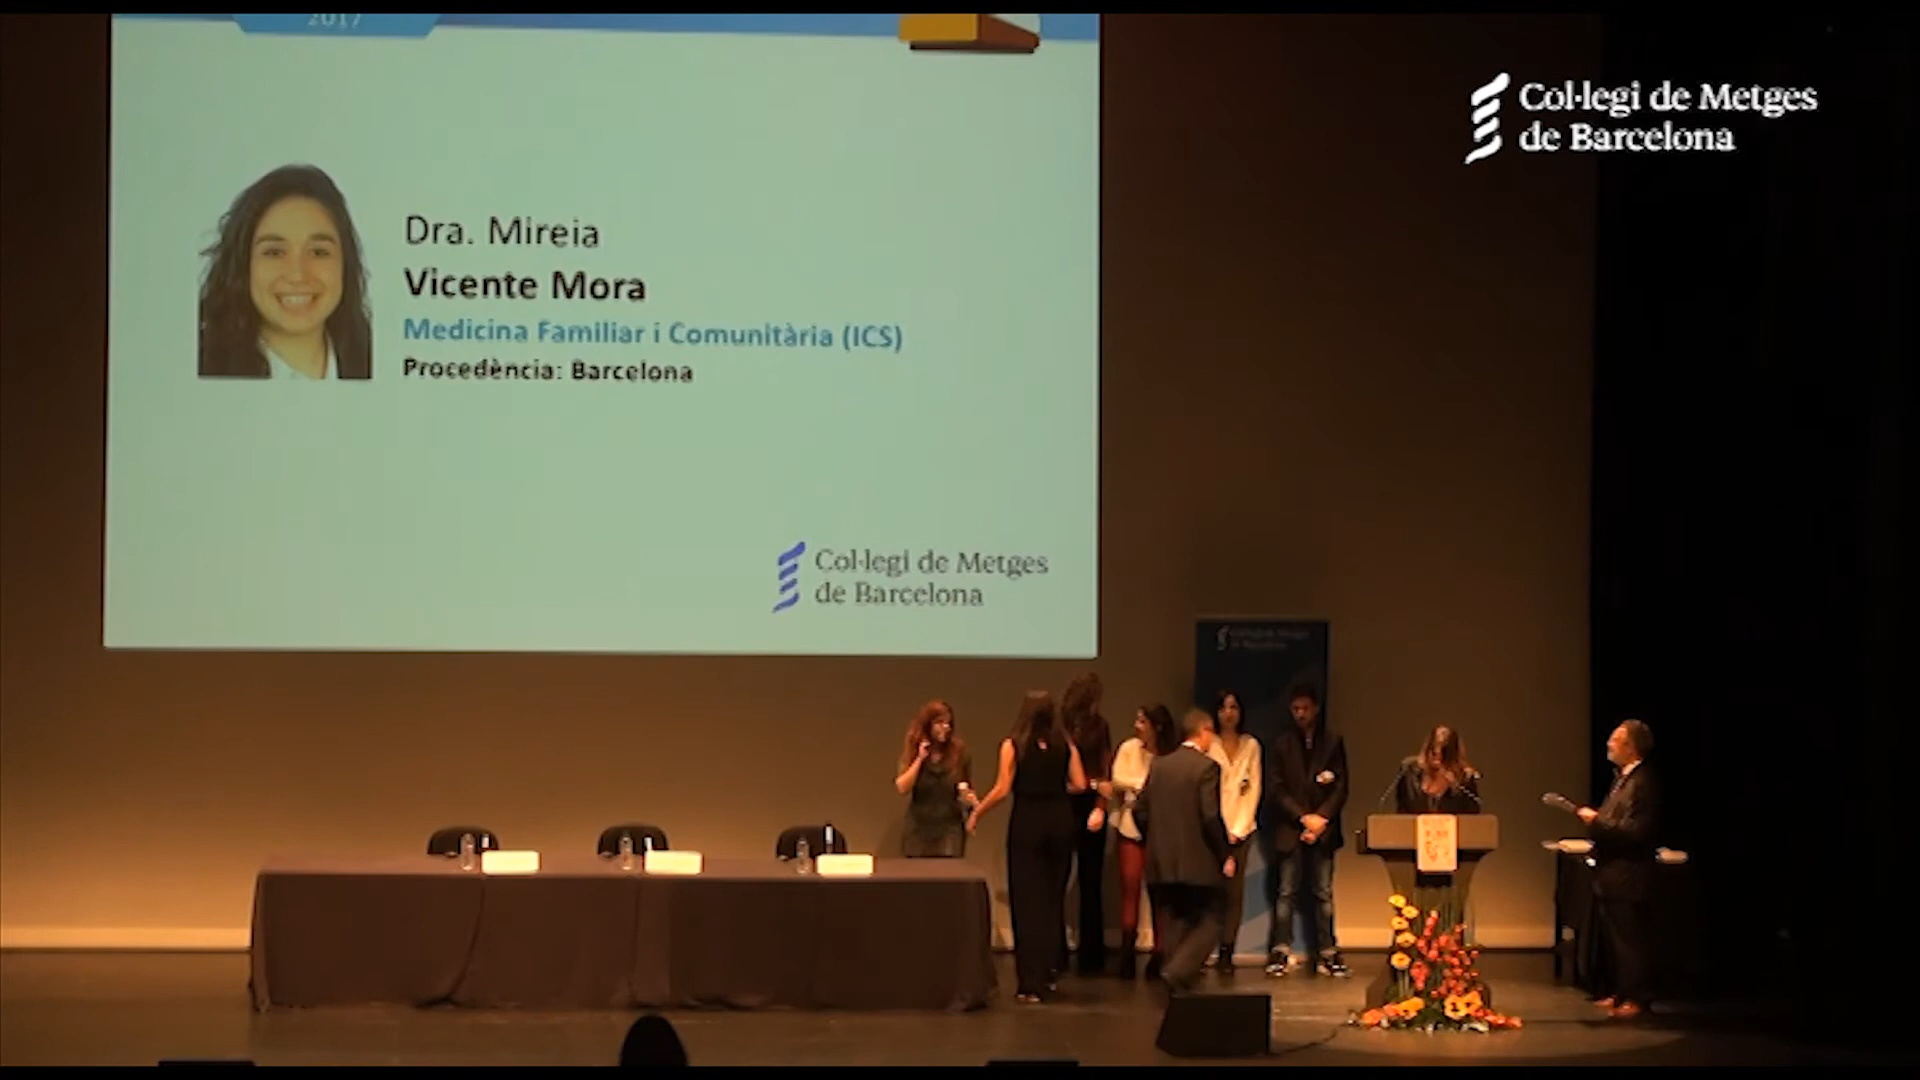 2017
Col·legi de Metges
de Barcelona
Dra. Mireia
Vicente Mora
Medicina Familiar i Comunitària (ICS)
Procedència: Barcelona
Col·legi de Metges
de Barcelona